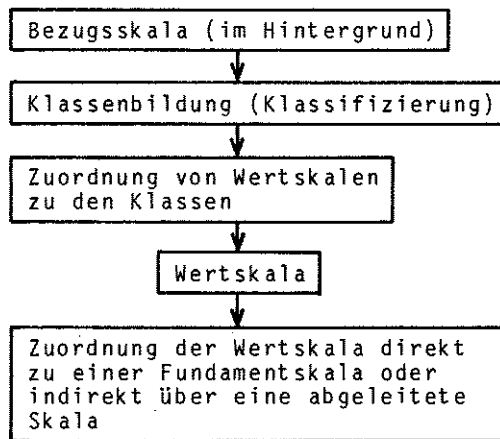 Bezugsskala (im Hintergrund)
Klassenbildung (Klassifizierung)
Zuordnung von Wertskalen
zu den Klassen
Wertskala
Zuordnung der Wertskala direkt
zu einer Fundamentskala oder
indirekt über eine abgeleitete
Skala